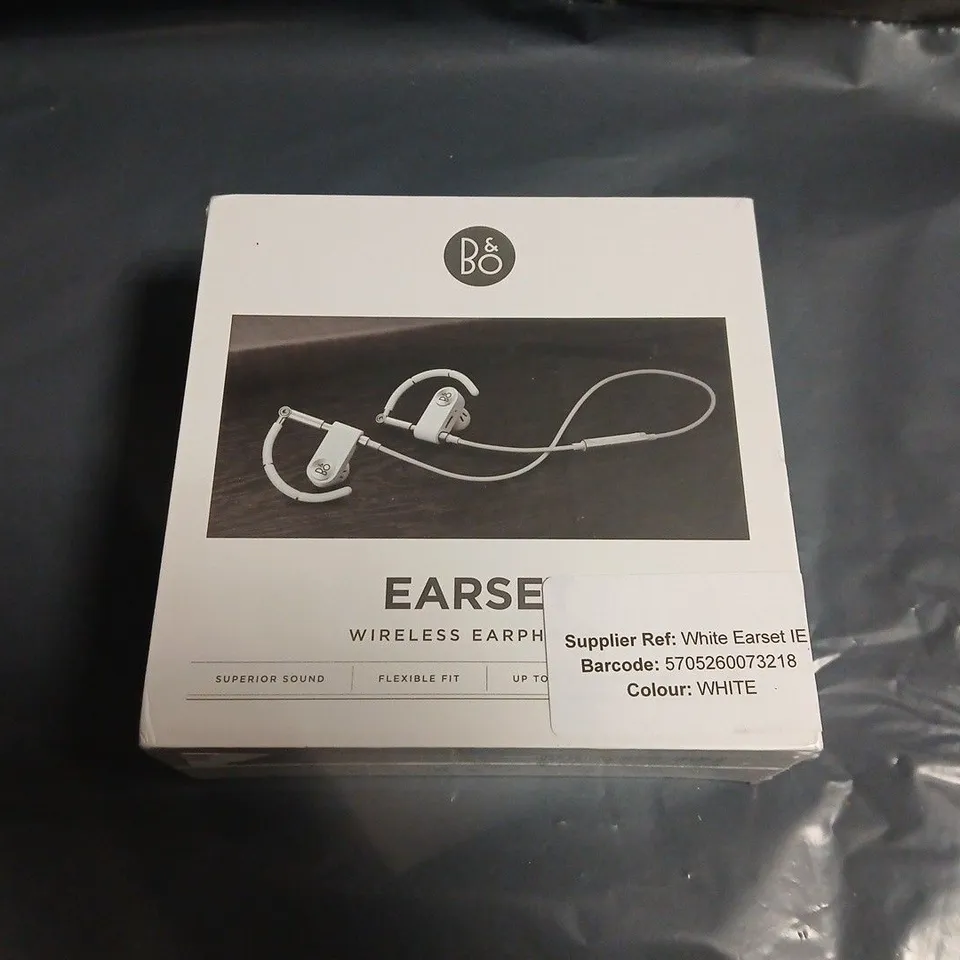 B&O
B&O
B&O
EARSE
WIRELESS EARPH
SUPERIOR SOUND
FLEXIBLE FIT
UP TO
Supplier Ref: White Earset IE
Barcode: 5705260073218
Colour: WHITE